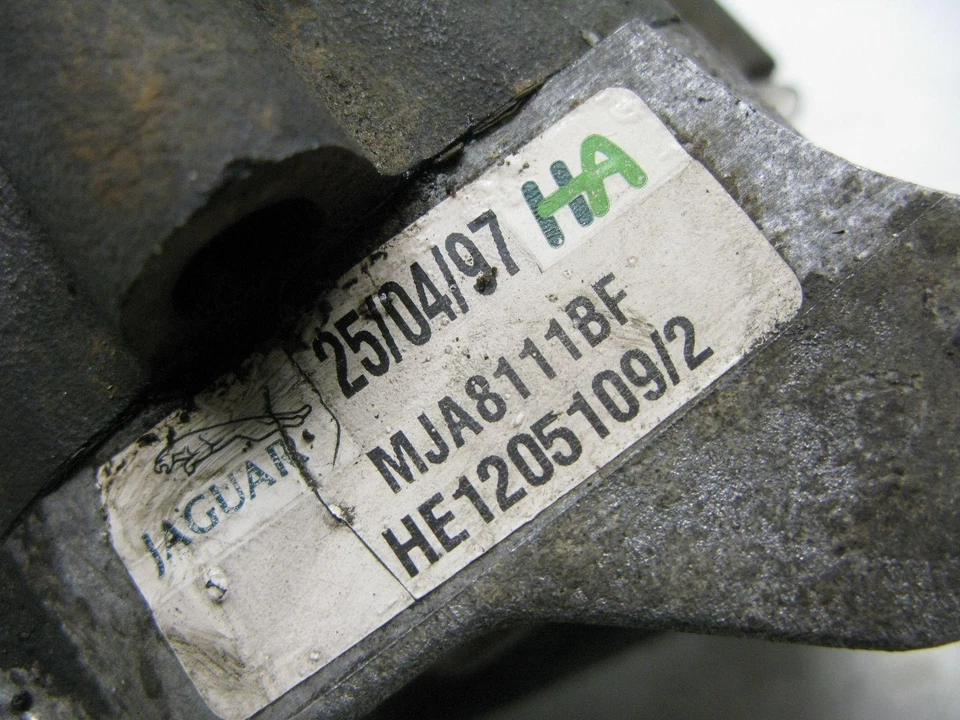 HA
25/04/97
MJA8111BF
HE1205109/2
JAGUAR